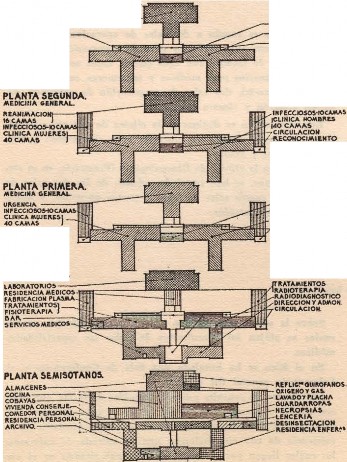 PLANTA SEGUNDA.
MEDICINA GENERAL.
REANIMACION
16 CAMAS
INFECCIOSOS-10 CAMAS
CLINICA MUJERES
40 CAMAS
INFECCIOSOS-10 CAMAS
CLINICA HOMBRES
40 CAMAS
CIRCULACION
RECONOCIMIENTO
PLANTA PRIMERA.
MEDICINA GENERAL.
URGENCIA
INFECCIOSOS-10 CAMAS
CLINICA MUJERES
40 CAMAS
LABORATORIOS
RESIDENCIA MEDICOS
FABRICACION PLASMA
TRATAMIENTOS
FISIOTERAPIA
BAR
SERVICIOS MEDICOS
TRATAMIENTOS
RADIOTERAPIA
RADIODIAGNOSTICO
DIRECCION Y ADMON.
CIRCULACION.
PLANTA SEMISOTANOS.
ALMACENES
COCINA
COBAYAS
VIVIENDA CONSERJE.
COMEDOR PERSONAL
RESIDENCIA PERSONAL
ARCHIVO.
QUIROFANOS.
OXIGENO Y GAS.
LAVADO Y PLACHA
GUARDARROPAS
NECROPSIAS
LENCERIA
DESINSECTACION
RESIDENCIA